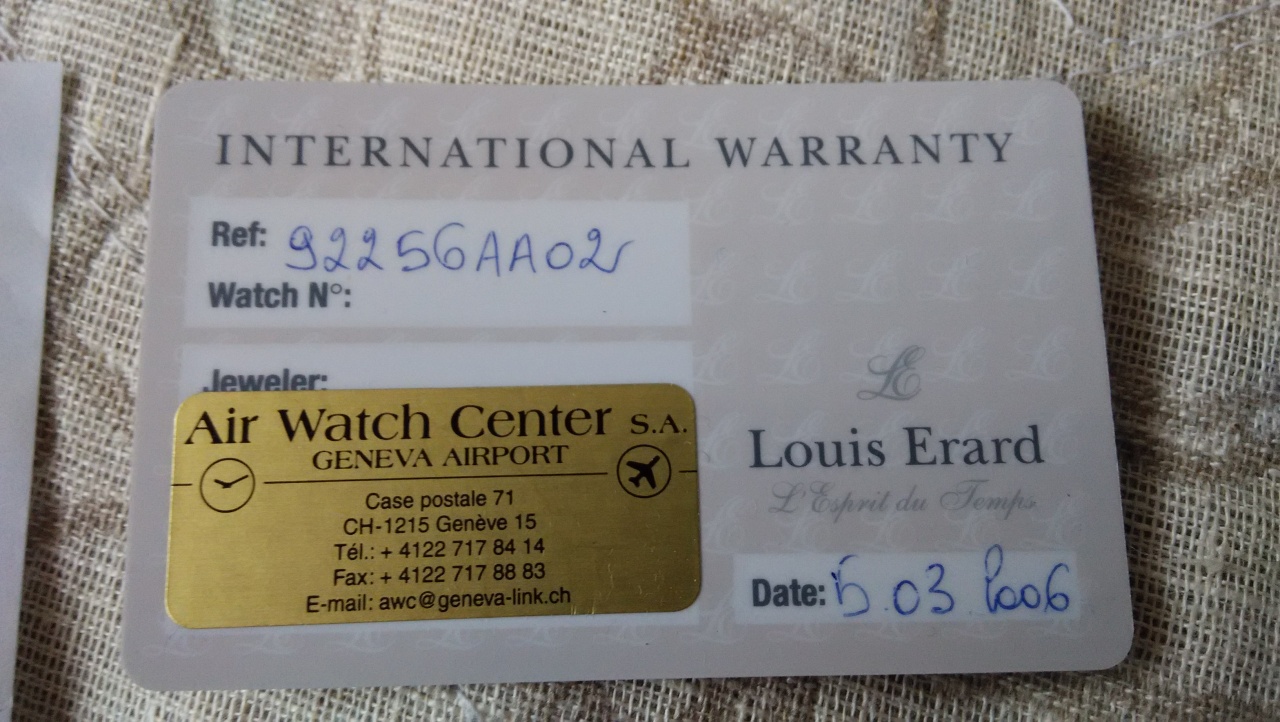 INTERNATIONAL WARRANTY
Ref: 92256AA02
Watch N°:
Jeweler:
Air Watch Center S.A.
GENEVA AIRPORT
Case postale 71
CH-1215 Genève 15
Tél.: + 4122 717 84 14
Fax: + 4122 717 88 83
E-mail: awc@geneva-link.ch
LE
Louis Erard
L'Esprit du Temps
Date: 15.03 2006